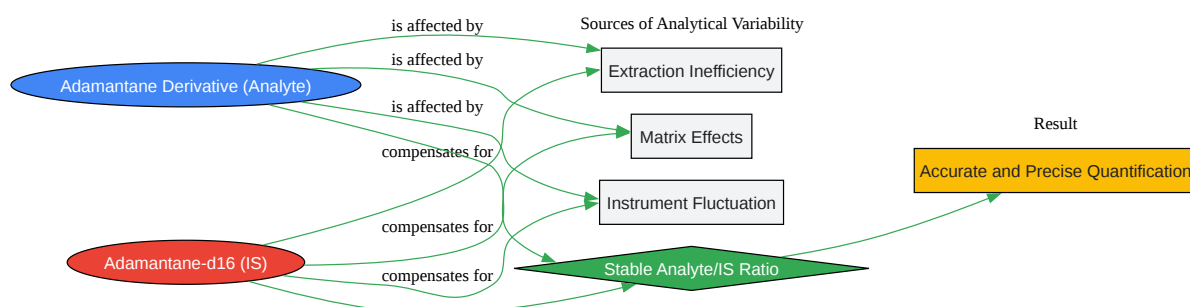 Sources of Analytical Variability
is affected by
Adamantane Derivative (Analyte)
is affected by
Extraction Inefficiency
is affected by
Matrix Effects
Result
compensates for
Accurate and Precise Quantification
Instrument Fluctuation
compensates for
Adamantane-d16 (IS)
compensates for
Stable Analyte/IS Ratio